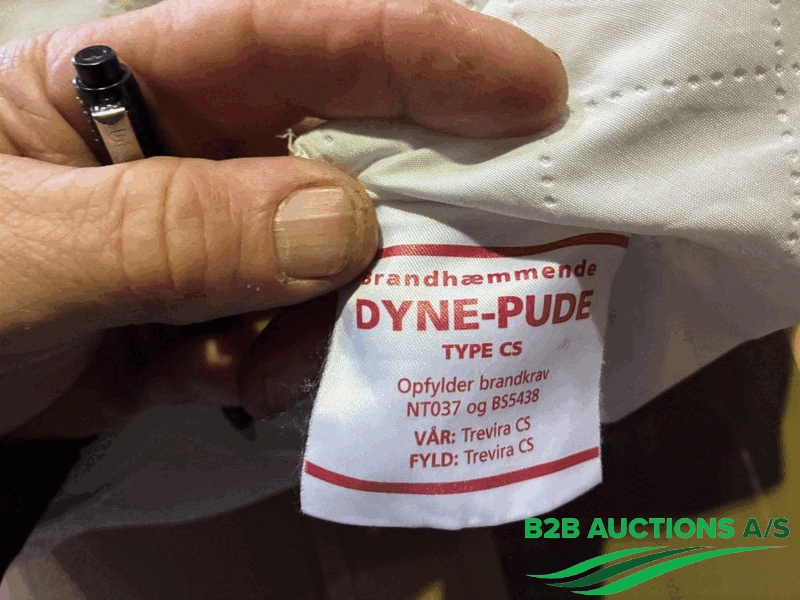 Brandhæmmende
DYNE-PUDE
TYPE CS
Opfylder brandkrav
NT037 og BS5438
VÅR: Trevira CS
FYLD: Trevira CS
B2B AUCTIONS A/S